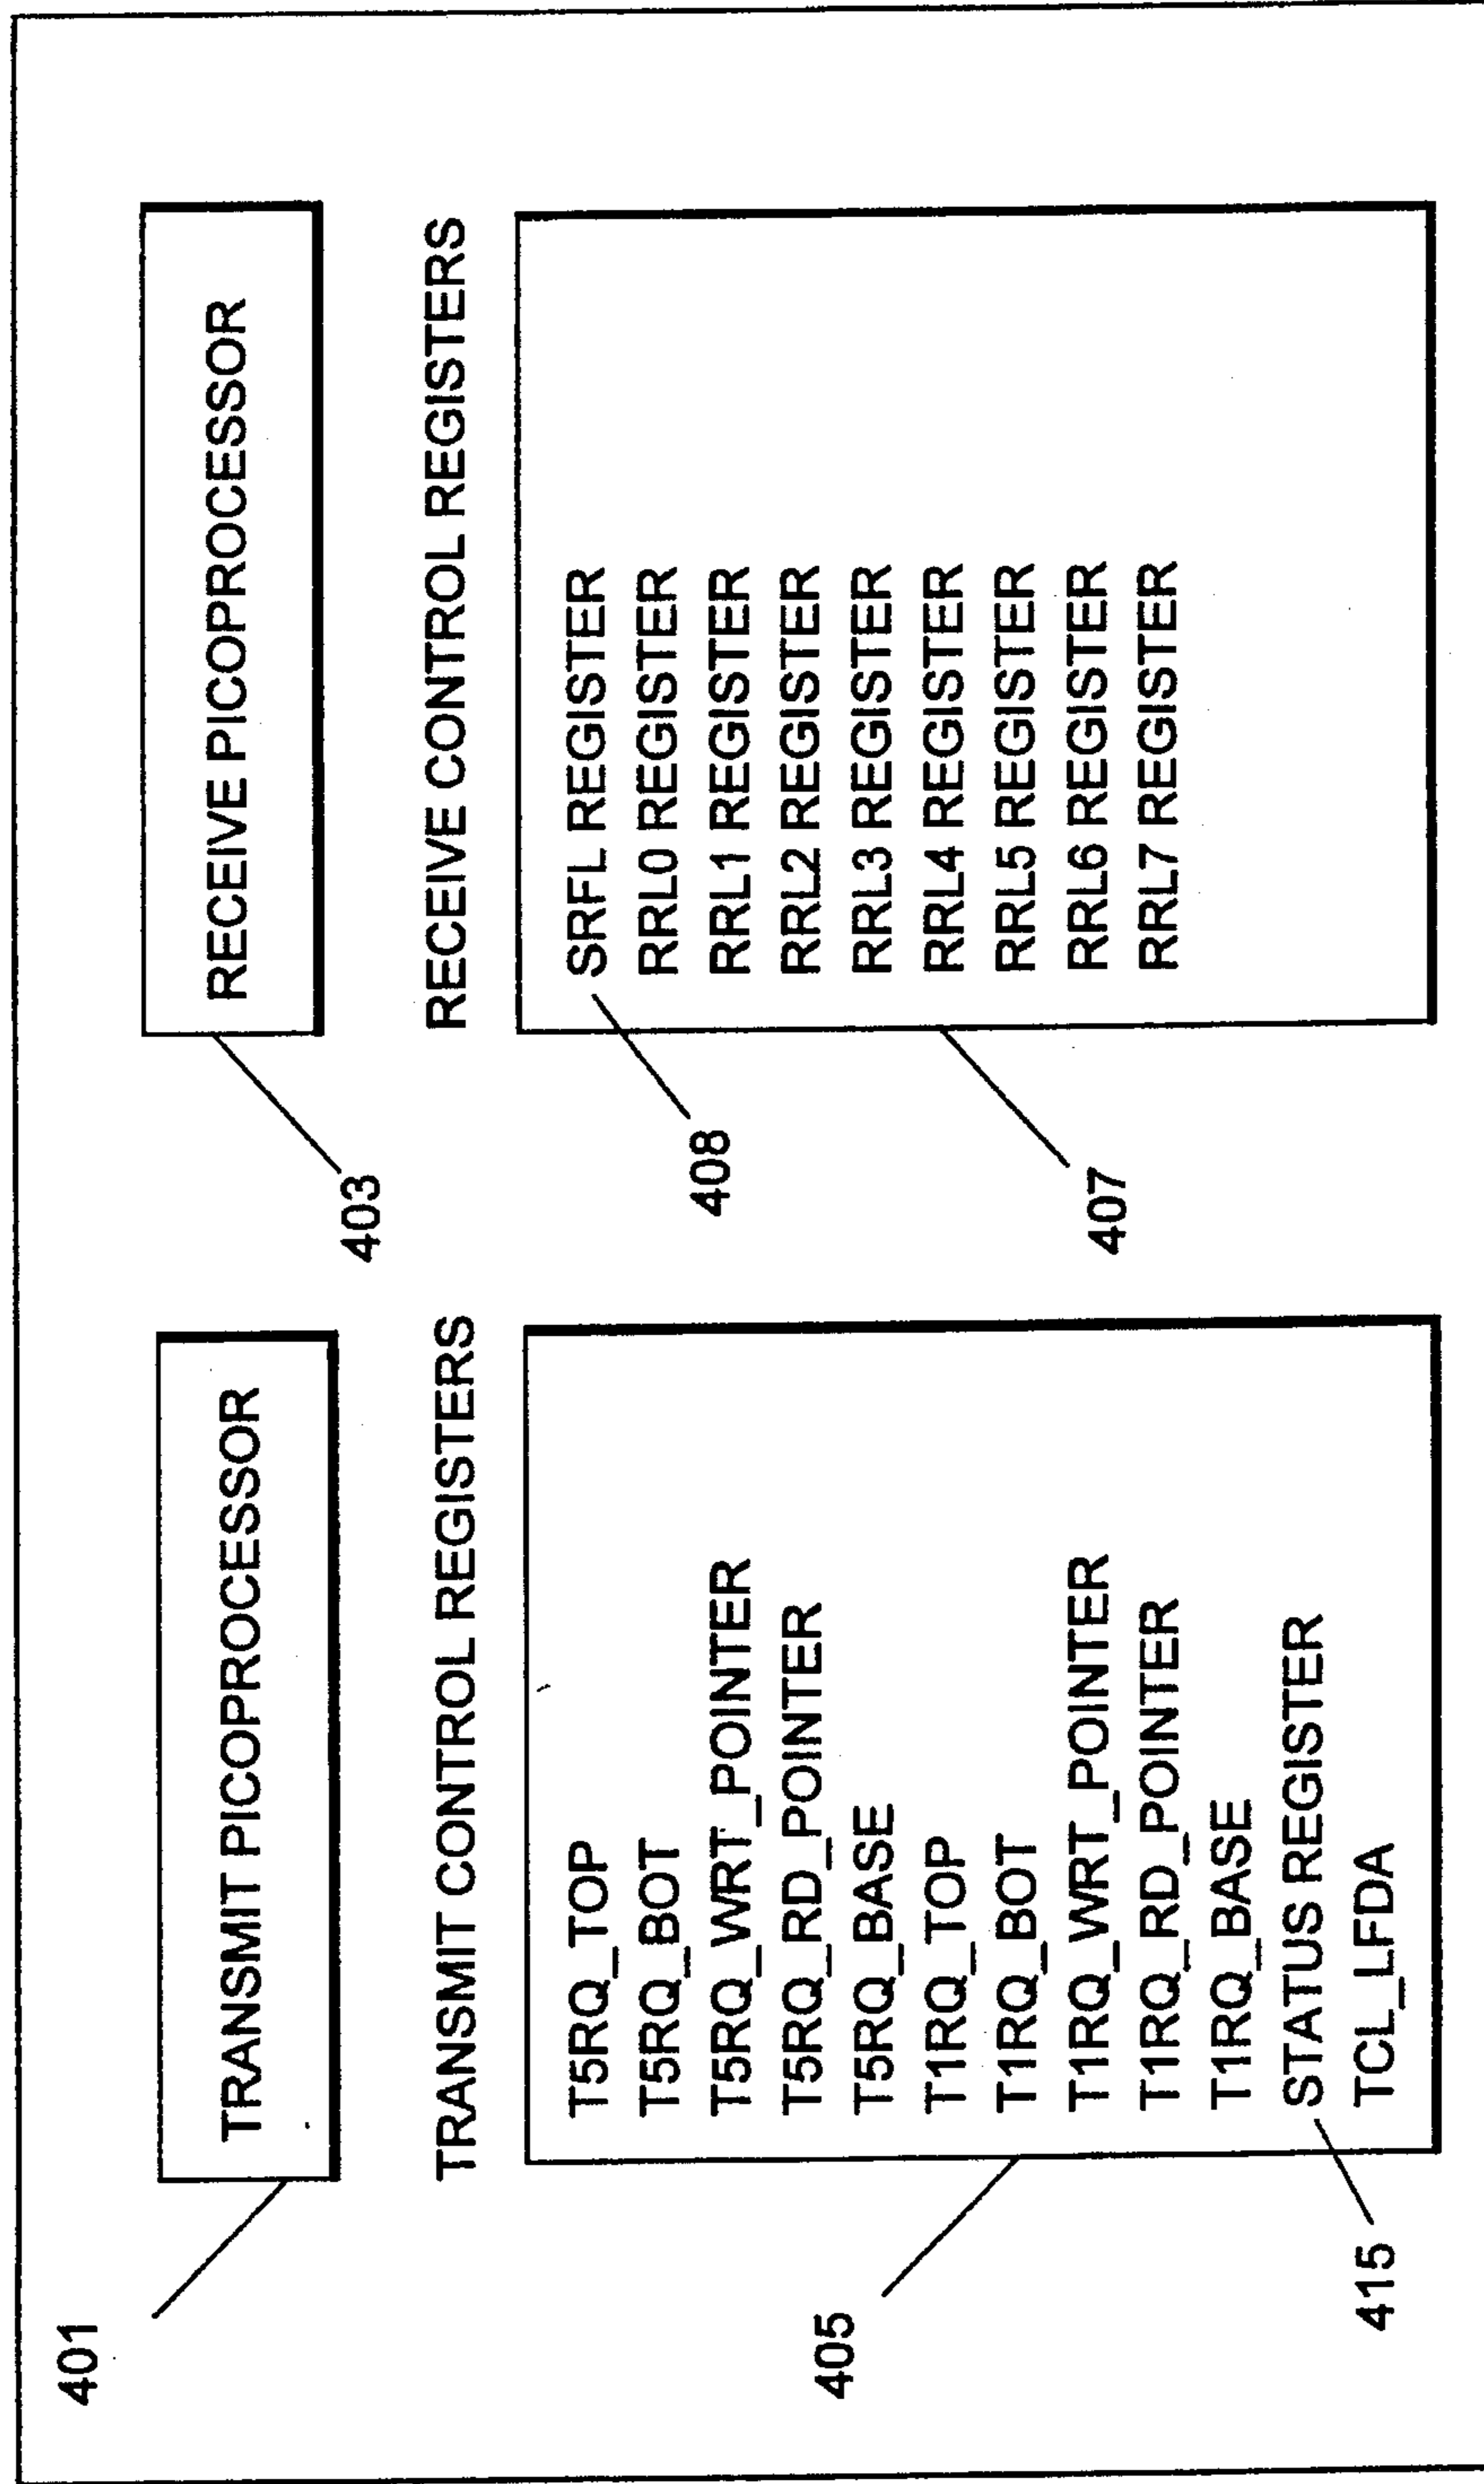 401
TRANSMIT PICOPROCESSOR
TRANSMIT CONTROL REGISTERS
405
T5RQ_TOP
T5RQ_BOT
T5RQ_WRT_POINTER
T5RQ_RD_POINTER
T5RQ_BASE
T1RQ_TOP
T1RQ_BOT
T1RQ_WRT_POINTER
T1RQ_RD_POINTER
T1RQ_BASE
STATUS REGISTER
TCL_LFDA
415
403
RECEIVE PICOPROCESSOR
RECEIVE CONTROL REGISTERS
408
SRFL REGISTER
RRL0 REGISTER
RRL1 REGISTER
RRL2 REGISTER
RRL3 REGISTER
RRL4 REGISTER
RRL5 REGISTER
RRL6 REGISTER
RRL7 REGISTER
407